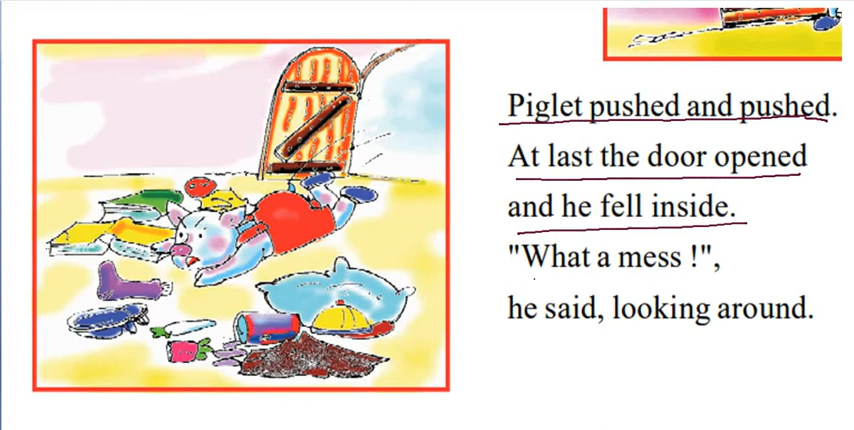 Piglet pushed and pushed.
At last the door opened
and he fell inside.
"What a mess !",
he said, looking around.